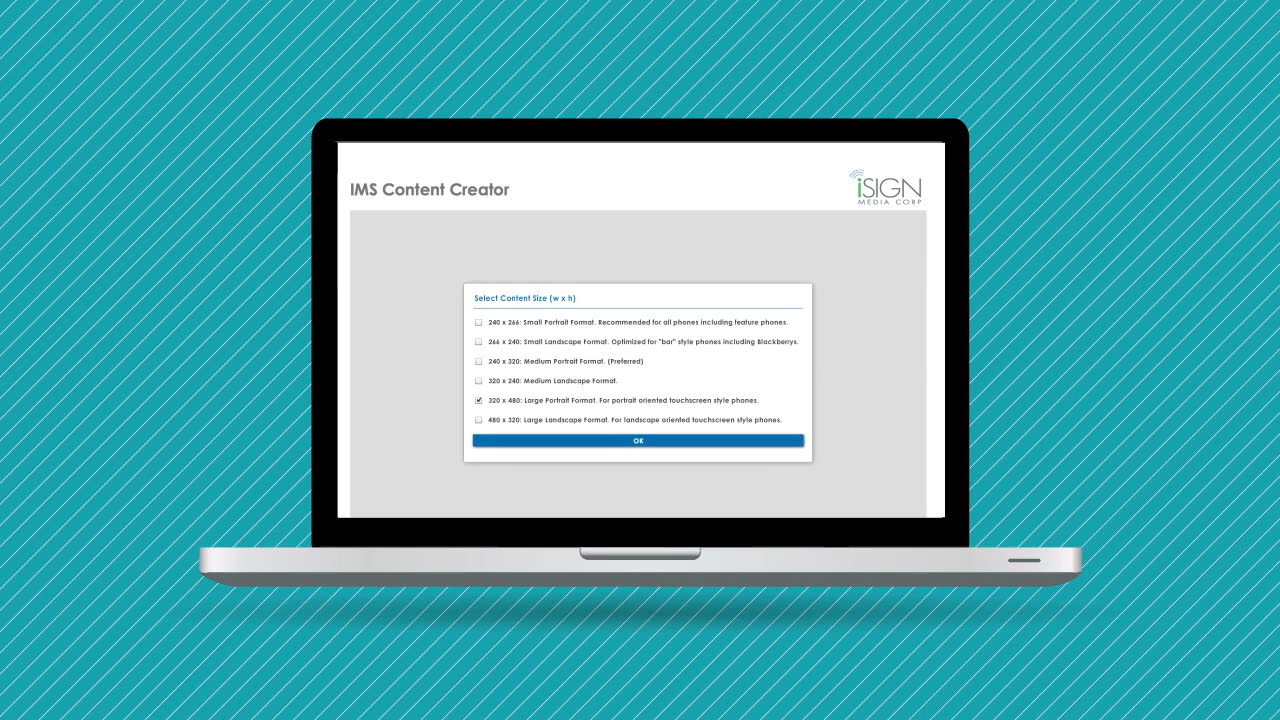 IMS Content Creator
iSIGN
MEDIA CORP
Select Content Size (w x h)
240 x 266: Small Portrait Format. Recommended for all phones including feature phones.
266 x 240: Small Landscape Format. Optimized for "bar" style phones including Blackberrys.
240 x 320: Medium Portrait Format. (Preferred)
320 x 240: Medium Landscape Format.
320 x 480: Large Portrait Format. For portrait oriented touchscreen style phones.
480 x 320: Large Landscape Format. For landscape oriented touchscreen style phones.
OK